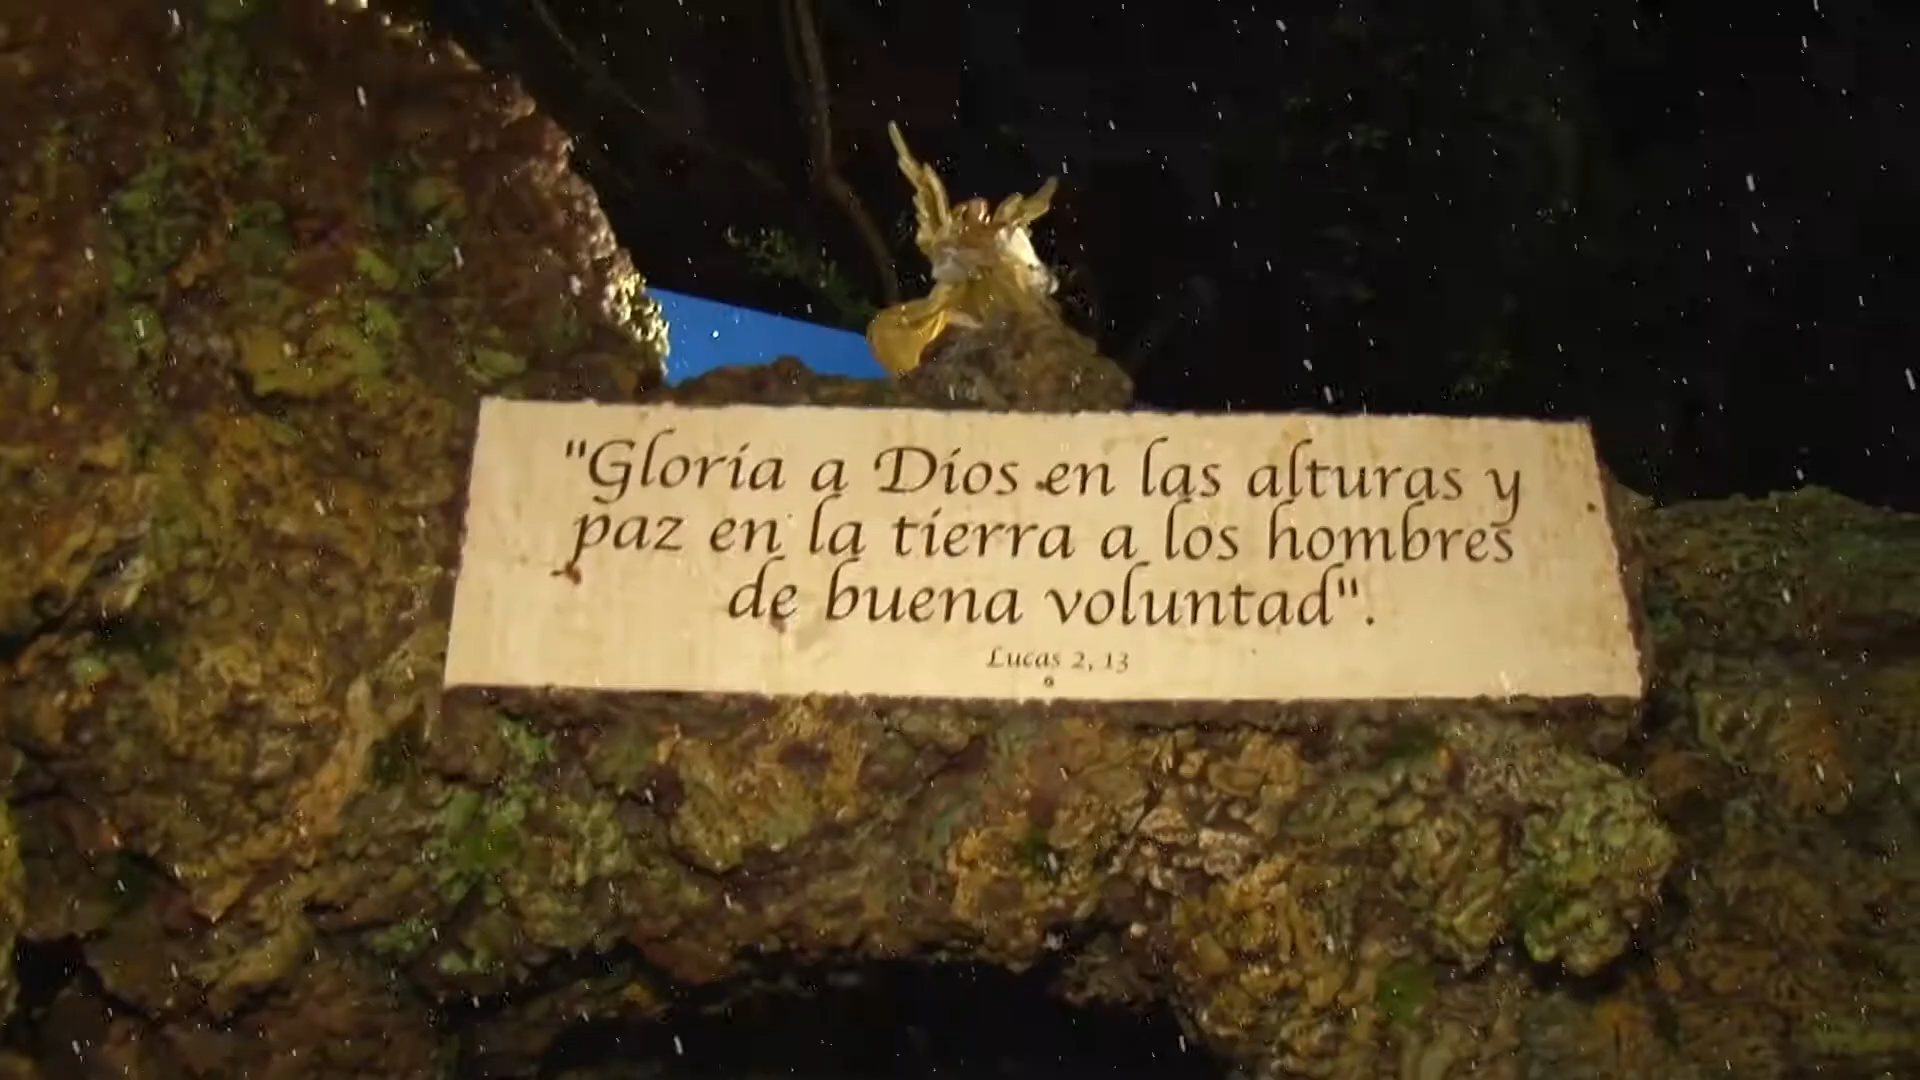 "Gloria a Dios en las alturas y
paz en la tierra a los hombres
de buena voluntad".
Lucas 2, 13